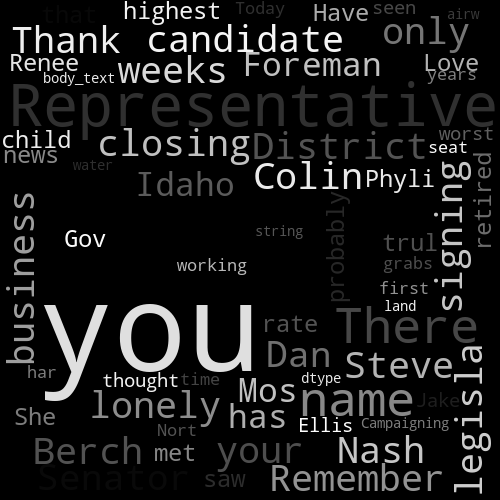 that highest Today Have seen airw
Thank candidate only
Renee body_text weeks Foreman Love years
Representative
child closing District worst
news water Idaho Colin Phyli seat retired
Gov string probably trul grabs
business working first signing
you land There
rate Dan Steve
har thought time dtype name Jake
She lonely Mos has Ellis Campaigning
Nort your Nash legisla
Berch met
Senator saw Remember